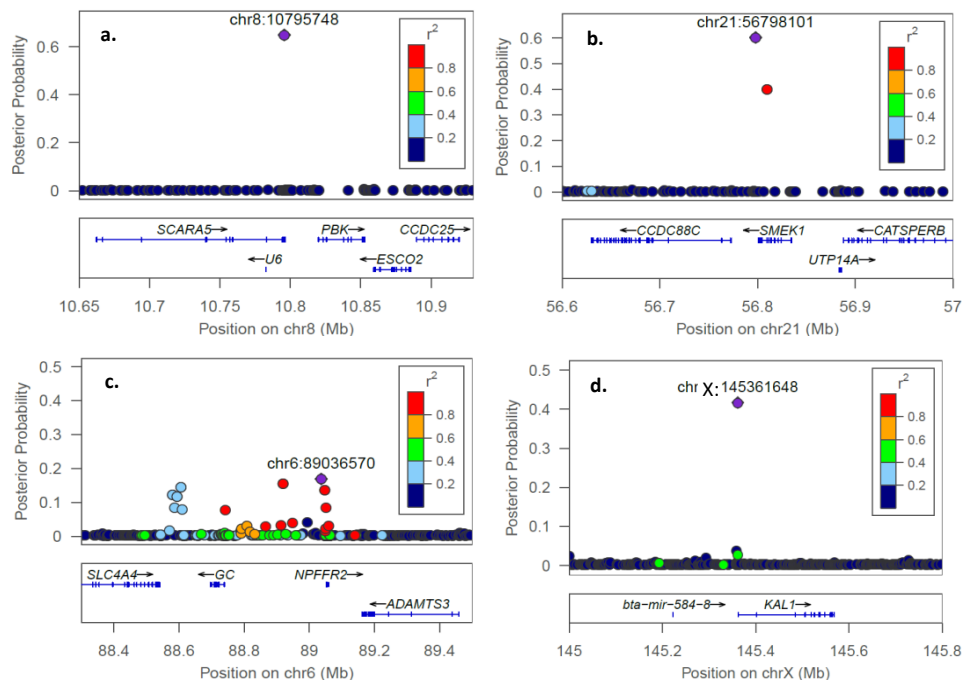 a.
chr8:10795748
r²
0.8
0.6
0.4
0.2
Posterior Probability
0.6
0.4
0.2
0
SCARA5→
PBK→
CCDC25→
←U6
←ESCO2
10.65 10.7 10.75 10.8 10.85 10.9
Position on chr8 (Mb)
b.
chr21:56798101
r²
0.8
0.6
0.4
0.2
Posterior Probability
0.6
0.5
0.4
0.3
0.2
0.1
0
←CCDC88C
←SMEK1
←CATSPERB
UTP14A→
56.6 56.7 56.8 56.9 57
Position on chr21 (Mb)
c.
chr6:89036570
r²
0.8
0.6
0.4
0.2
Posterior Probability
0.5
0.4
0.3
0.2
0.1
0
SLC4A4→
←GC
NPFFR2→
←ADAMTS3
88.4 88.6 88.8 89 89.2 89.4
Position on chr6 (Mb)
d.
chr X:145361648
r²
0.8
0.6
0.4
0.2
Posterior Probability
0.5
0.4
0.3
0.2
0.1
0
bta-mir-584-8→
KAL1→
145 145.2 145.4 145.6 145.8
Position on chrX (Mb)